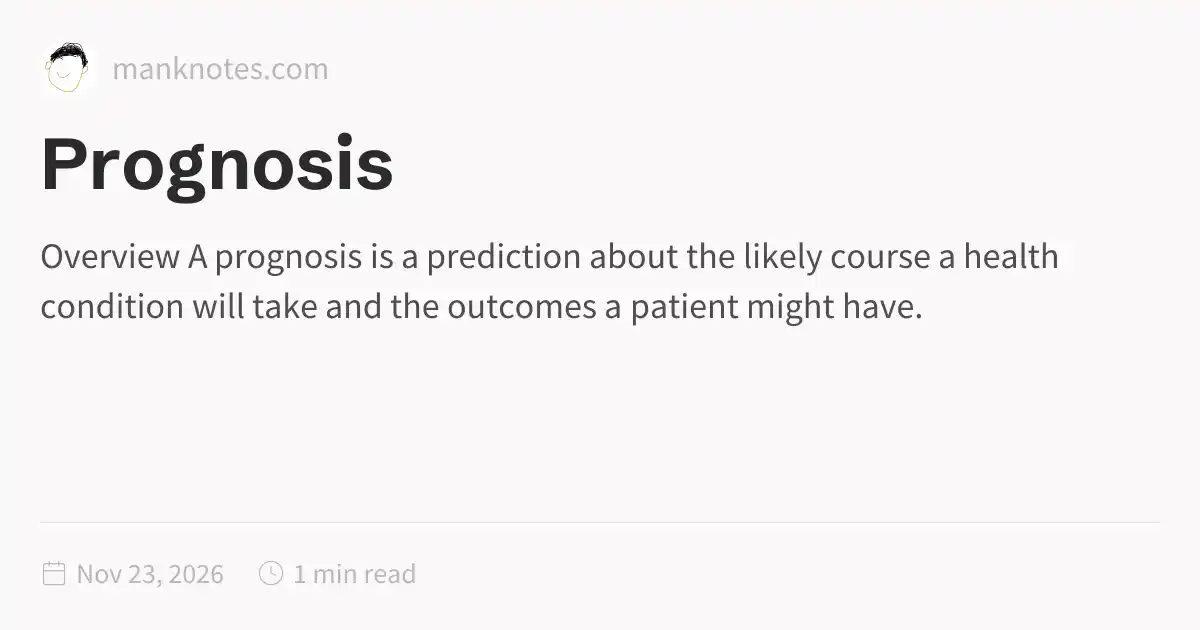 manknotes.com
Prognosis
Overview A prognosis is a prediction about the likely course a health
condition will take and the outcomes a patient might have.
Nov 23, 2026 1 min read